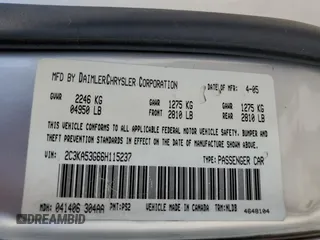 MFD BY DAIMLERCHRYSLER CORPORATION
DATE OF MFR 4-05
GVWR GAWR GAWR
2246 KG 1275 KG 1275 KG
04950 LB FRONT 2810 LB REAR 2810 LB
THIS VEHICLE CONFORMS TO ALL APPLICABLE FEDERAL MOTOR VEHICLE SAFETY, BUMPER AND
THEFT PREVENTION STANDARDS IN EFFECT ON THE DATE OF MANUFACTURE SHOWN ABOVE.
VIN: 2C3KA53G66H115237 TYPE: PASSENGER CAR
MDH: 041406 304AA PNT: PS2 VEHICLE MADE IN CANADA TRM: HLD8
4648104
DREAMBID